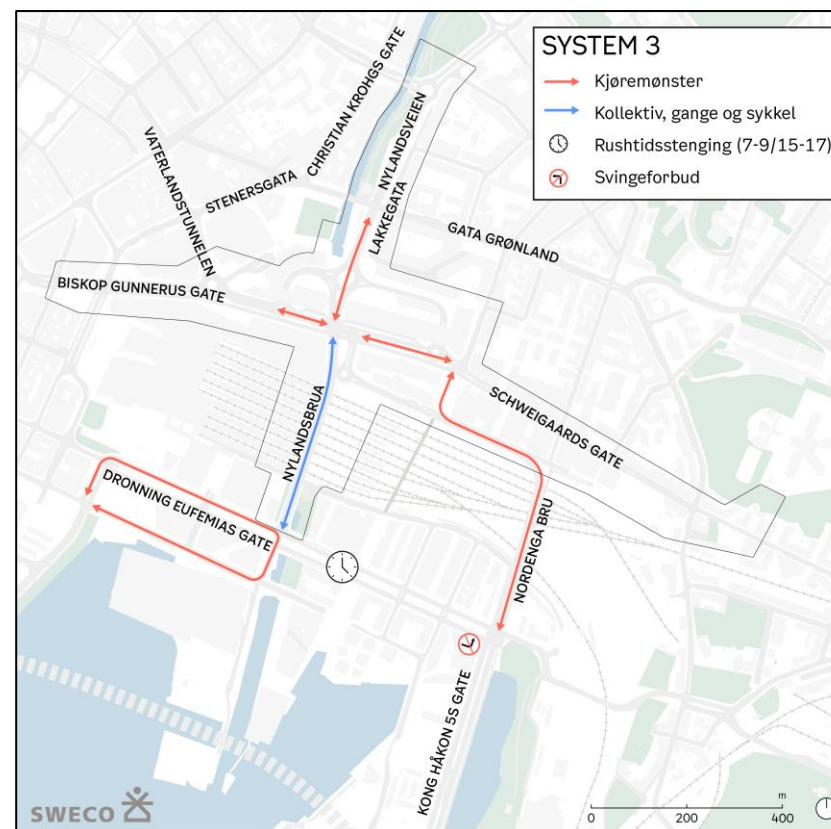 SYSTEM 3
Kjøremønster
Kollektiv, gange og sykkel
Rushtidsstenging (7-9/15-17)
Svingeforbud
CHRISTIAN KROHGS GATE
VATERLANDSTUNNELEN
STENERSGATA
NYLANDSVEIEN
LAKKEGATA
GATA GRØNLAND
BISKOP GUNNERUS GATE
SCHWEIGAARDS GATE
NYLANDSBRUA
DRONNING EUFEMIAS GATE
NORDENGA BRU
KONG HÅKON 5S GATE
SWECO
m
0 200 400